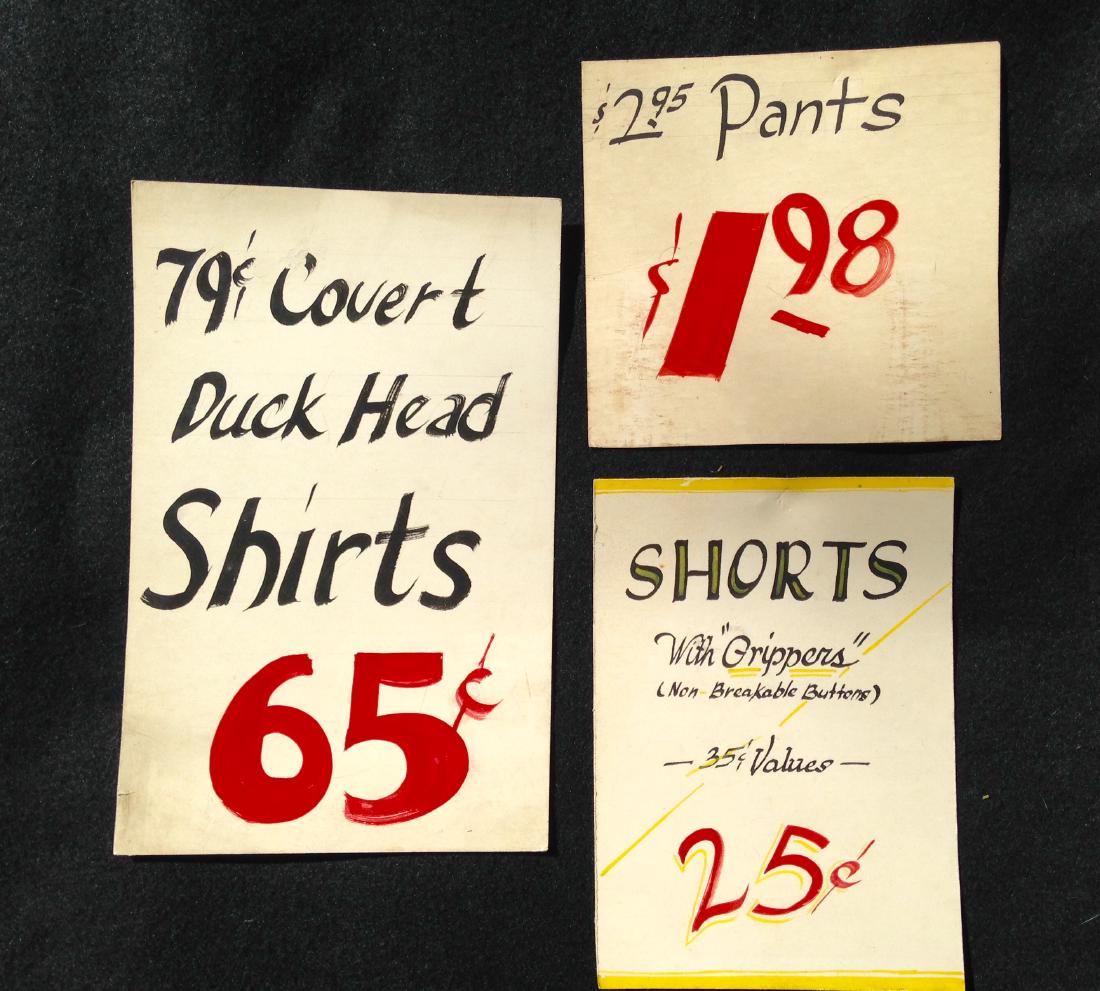 79¢ Covert
Duck Head
Shirts
65¢
$2.95 Pants
$1.98
SHORTS
With "Grippers"
(Non-Breakable Buttons)
— 35¢ Values —
25¢